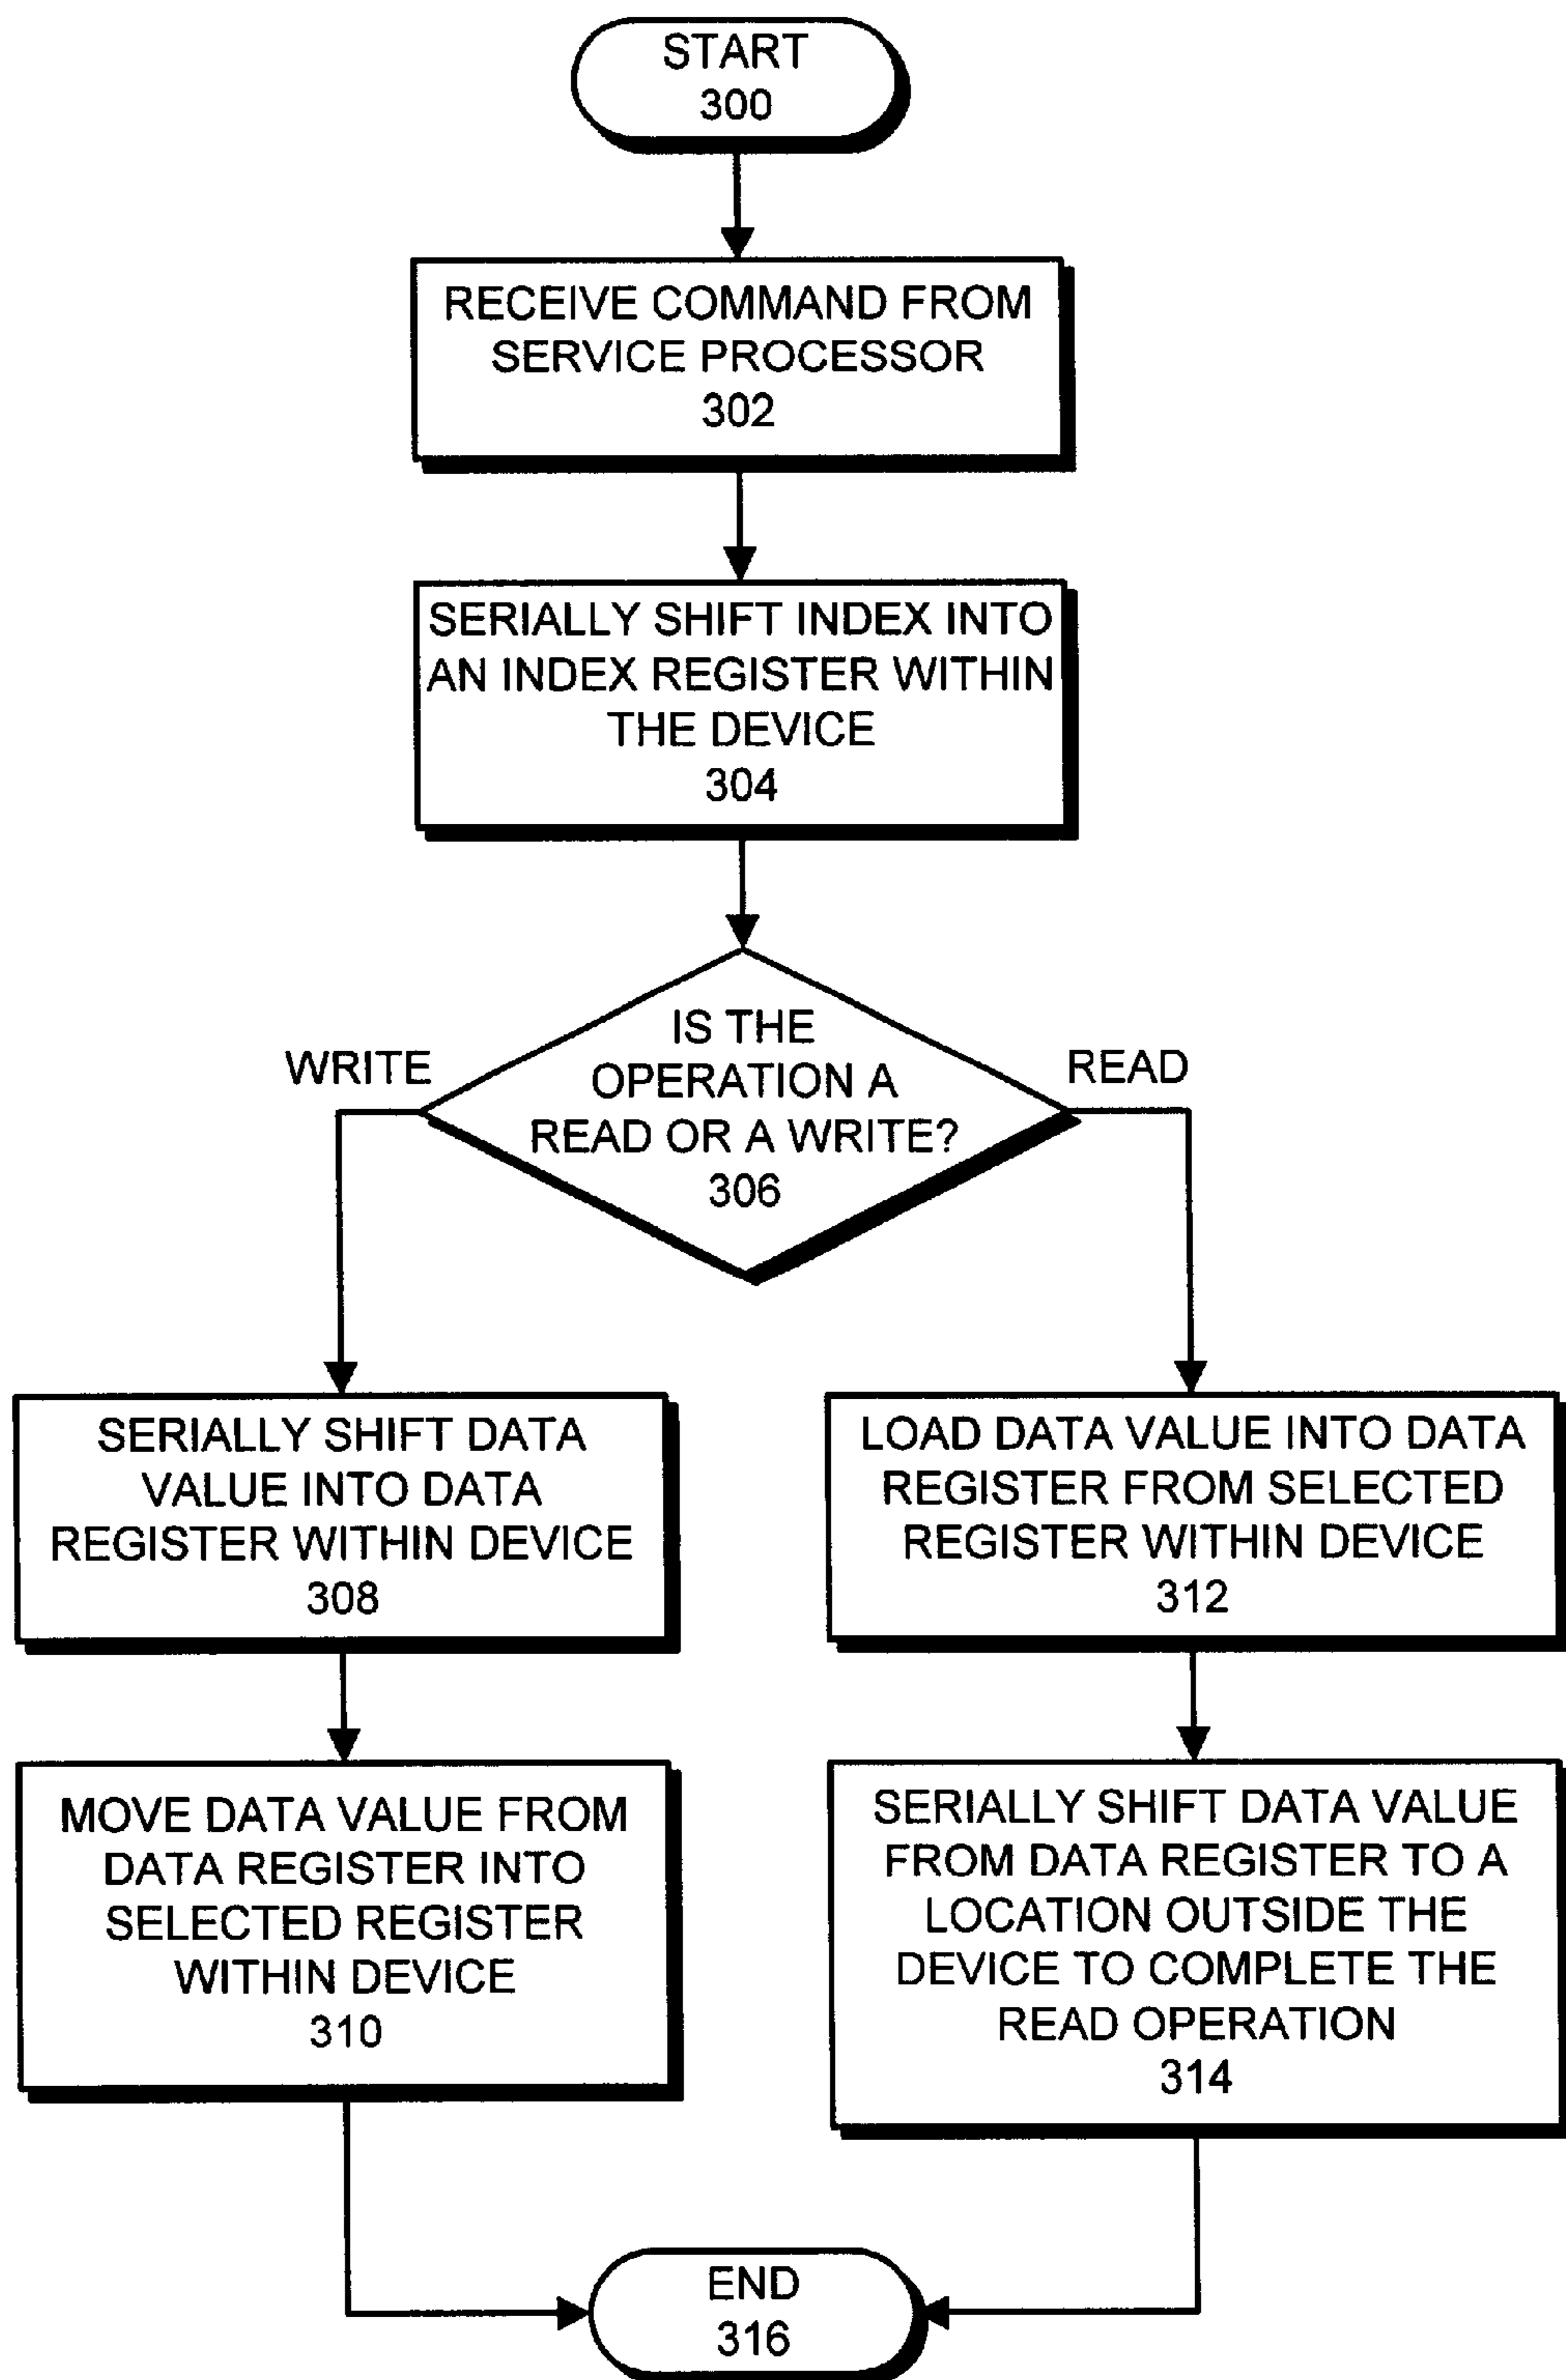 START
300
RECEIVE COMMAND FROM
SERVICE PROCESSOR
302
SERIALLY SHIFT INDEX INTO
AN INDEX REGISTER WITHIN
THE DEVICE
304
IS THE
OPERATION A
READ OR A WRITE?
306
WRITE
READ
SERIALLY SHIFT DATA
VALUE INTO DATA
REGISTER WITHIN DEVICE
308
MOVE DATA VALUE FROM
DATA REGISTER INTO
SELECTED REGISTER
WITHIN DEVICE
310
LOAD DATA VALUE INTO DATA
REGISTER FROM SELECTED
REGISTER WITHIN DEVICE
312
SERIALLY SHIFT DATA VALUE
FROM DATA REGISTER TO A
LOCATION OUTSIDE THE
DEVICE TO COMPLETE THE
READ OPERATION
314
END
316